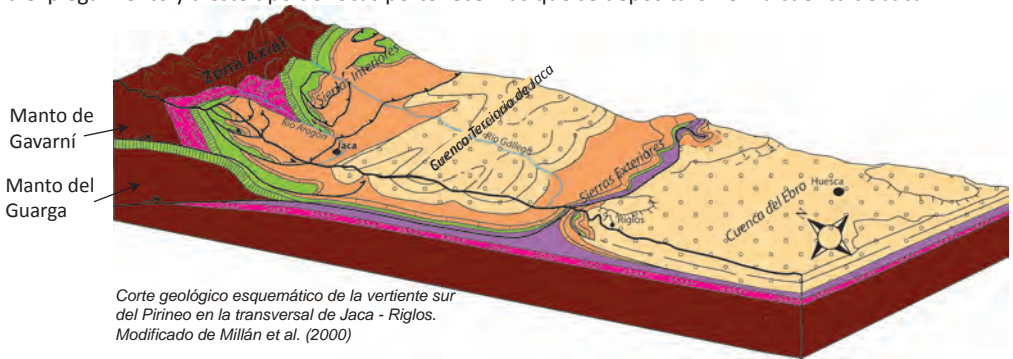 Zona Axial
Sierras Interiores
Manto de
Gavarní
Río Aragón
Jaca
Cuenca Terciaria de Jaca
Río Gállego
Manto del
Guarga
Sierras Exteriores
Huesca
Cuenca del Ebro
N
Riglos
Corte geológico esquemático de la vertiente sur
del Pirineo en la transversal de Jaca - Riglos.
Modificado de Millán et al. (2000)